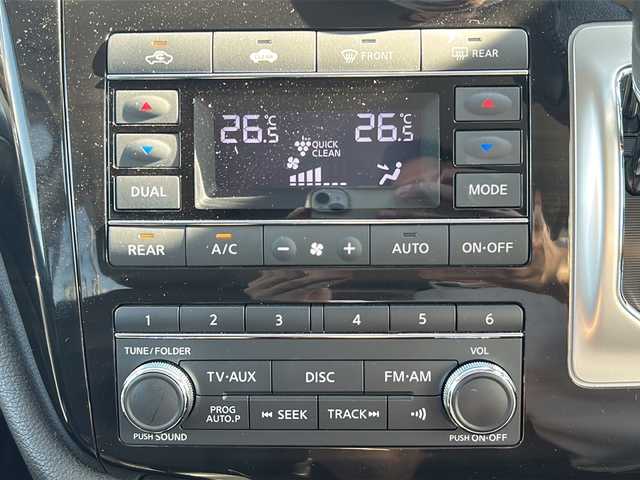 CLEAN
FRONT
REAR
26.5℃
26.5℃
QUICK
CLEAN
DUAL
MODE
REAR
A/C
AUTO
ON·OFF
1 2 3 4 5 6
TUNE/FOLDER
VOL
TV·AUX
DISC
FM·AM
PROG
AUTO.P
SEEK
TRACK
PUSH SOUND
PUSH ON·OFF